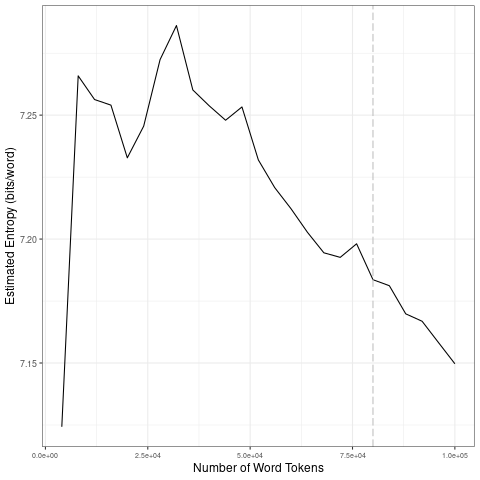 Estimated Entropy (bits/word)
7.25
7.20
7.15
0.0e+00 2.5e+04 5.0e+04 7.5e+04 1.0e+05
Number of Word Tokens